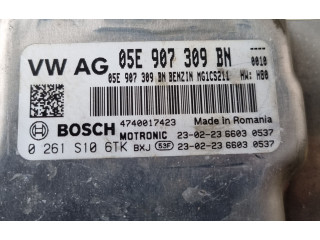 VW AG 05E 907 309 BN
05E 907 309 BN BENZIN MG1CS211 0010
HW: H80
BOSCH 4740017423 Made in Romania
MOTRONIC 23-02-23 6603 0537
0 261 S10 6TK BXJ 53F 23-02-23 6603 0537